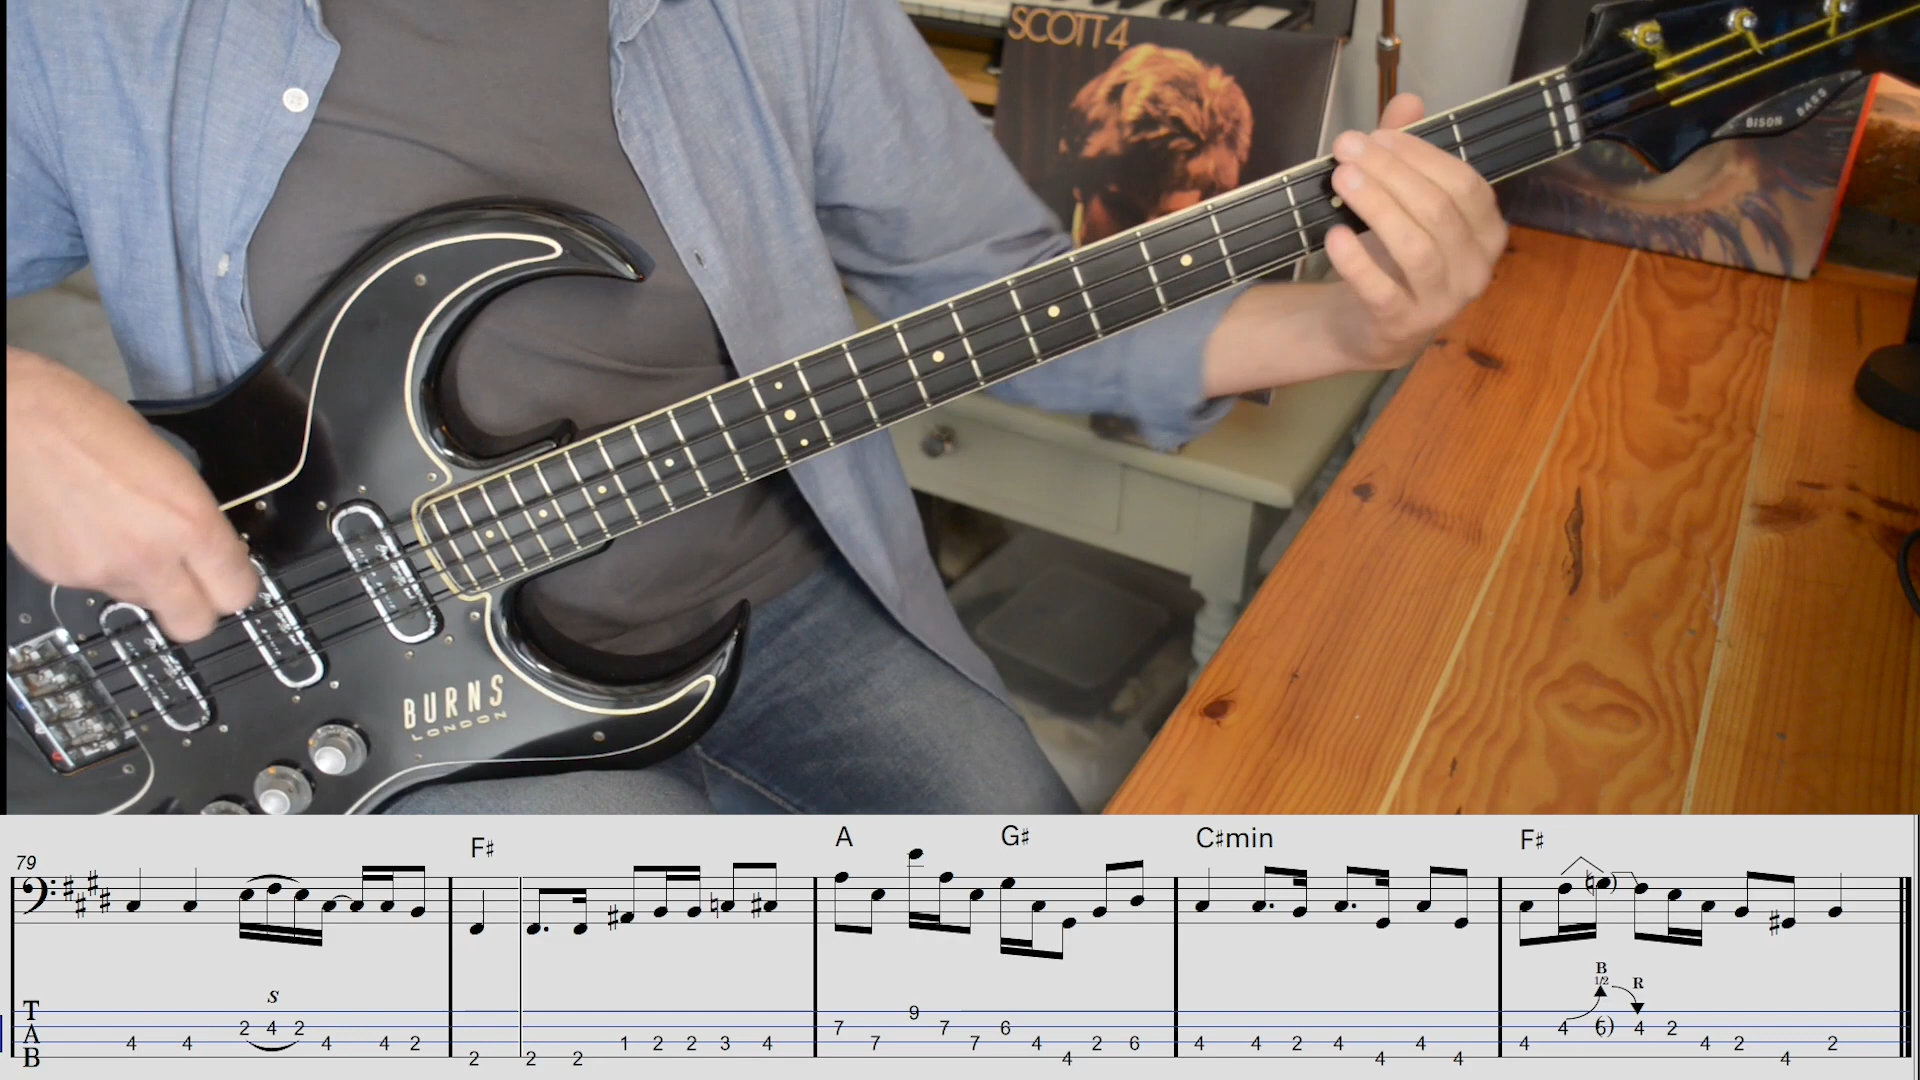 SCOTT 4
BISON BASS
BURNS
LONDON
79
F♯
A
G♯
C♯min
F♯
S
B
1/2
R
T
A
B
2 4 2
4 4 4 4 2
2 2 2 1 2 2 3 4
7 7 9 7 7 6 4 4 2 6
4 4 2 4 4 4 4
4 (6) 4 2
4 4 2 4 2